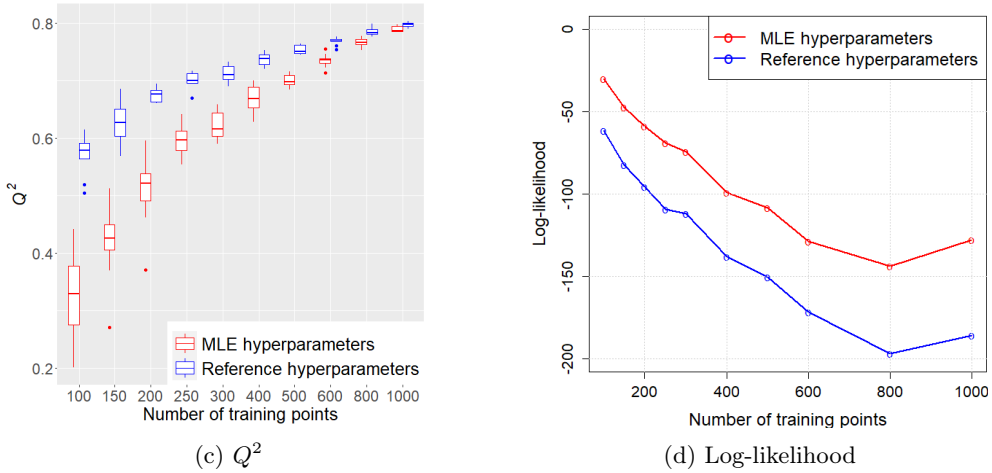 0.8
0.6
0.4
0.2
Q²
100 150 200 250 300 400 500 600 800 1000
Number of training points
MLE hyperparameters
Reference hyperparameters
(c) Q²
0
-50
-100
-150
-200
Log-likelihood
200 400 600 800 1000
Number of training points
MLE hyperparameters
Reference hyperparameters
(d) Log-likelihood